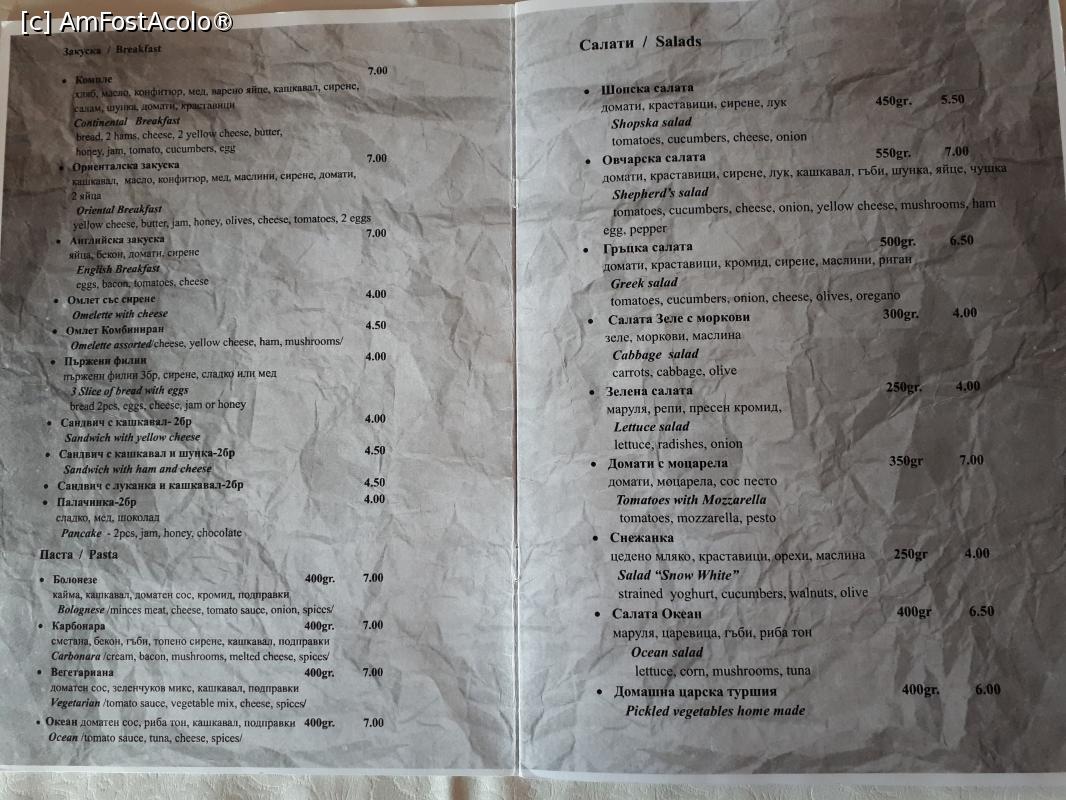 [c] AmFostAcolo®
Закуска / Breakfast
• Комплe 7.00
хляб, масло, конфитюр, мед, варено яйце, кашкавал, сирене,
салам, шунка, домати, краставици
Continental Breakfast
bread, 2 hams, cheese, 2 yellow cheese, butter,
honey, jam, tomato, cucumbers, egg
• Ориенталска закуска 7.00
кашкавал, масло, конфитюр, мед, маслини, сирене, домати,
2 яйца
Oriental Breakfast
yellow cheese, butter, jam, honey, olives, cheese, tomatoes, 2 eggs
• Английска закуска 7.00
яйца, бекон, домати, сирене
English Breakfast
eggs, bacon, tomatoes, cheese
• Омлет със сирене 4.00
Omelette with cheese
• Омлет Комбиниран 4.50
Omelette assorted/cheese, yellow cheese, ham, mushrooms/
• Пържени филии 4.00
пържени филии 3бр, сирене, сладко или мед
3 Slice of bread with eggs
bread 2pcs, eggs, cheese, jam or honey
• Сандвич с кашкавал- 2бр 4.00
Sandwich with yellow cheese
• Сандвич с кашкавал и шунка-2бр 4.50
Sandwich with ham and cheese
• Сандвич с луканка и кашкавал-2бр 4.50
• Палачинка-2бр 4.00
сладко, мед, шоколад
Pancake - 2pcs, jam, honey, chocolate
Паста / Pasta
• Болонезе 400gr. 7.00
кайма, кашкавал, доматен сос, кромид, подправки
Bolognese /minces meat, cheese, tomato sauce, onion, spices/
• Карбонара 400gr. 7.00
сметана, бекон, гъби, топено сирене, кашкавал, подправки
Carbonara /cream, bacon, mushrooms, melted cheese, spices/
• Вегетариана 400gr. 7.00
доматен сос, зеленчуков микс, кашкавал, подправки
Vegetarian /tomato sauce, vegetable mix, cheese, spices/
• Океан доматен сос, риба тон, кашкавал, подправки 400gr. 7.00
Ocean /tomato sauce, tuna, cheese, spices/
Салати / Salads
• Шопска салата
домати, краставици, сирене, лук 450gr. 5.50
Shopska salad
tomatoes, cucumbers, cheese, onion
• Овчарска салата 550gr. 7.00
домати, краставици, сирене, лук, кашкавал, гъби, шунка, яйце, чушка
Shepherd's salad
tomatoes, cucumbers, cheese, onion, yellow cheese, mushrooms, ham
egg, pepper
• Гръцка салата 500gr. 6.50
домати, краставици, кромид, сирене, маслини, риган
Greek salad
tomatoes, cucumbers, onion, cheese, olives, oregano
• Салата Зеле с моркови 300gr. 4.00
зеле, моркови, маслина
Cabbage salad
carrots, cabbage, olive
• Зелена салата 250gr. 4.00
маруля, репи, пресен кромид,
Lettuce salad
lettuce, radishes, onion
• Домати с моцарела 350gr 7.00
домати, моцарела, сос песто
Tomatoes with Mozzarella
tomatoes, mozzarella, pesto
• Снежанка
цедено мляко, краставици, орехи, маслина 250gr 4.00
Salad “Snow White”
strained yoghurt, cucumbers, walnuts, olive
• Салата Океан 400gr 6.50
маруля, царевица, гъби, риба тон
Ocean salad
lettuce, corn, mushrooms, tuna
• Домашна царска туршия 400gr. 6.00
Pickled vegetables home made